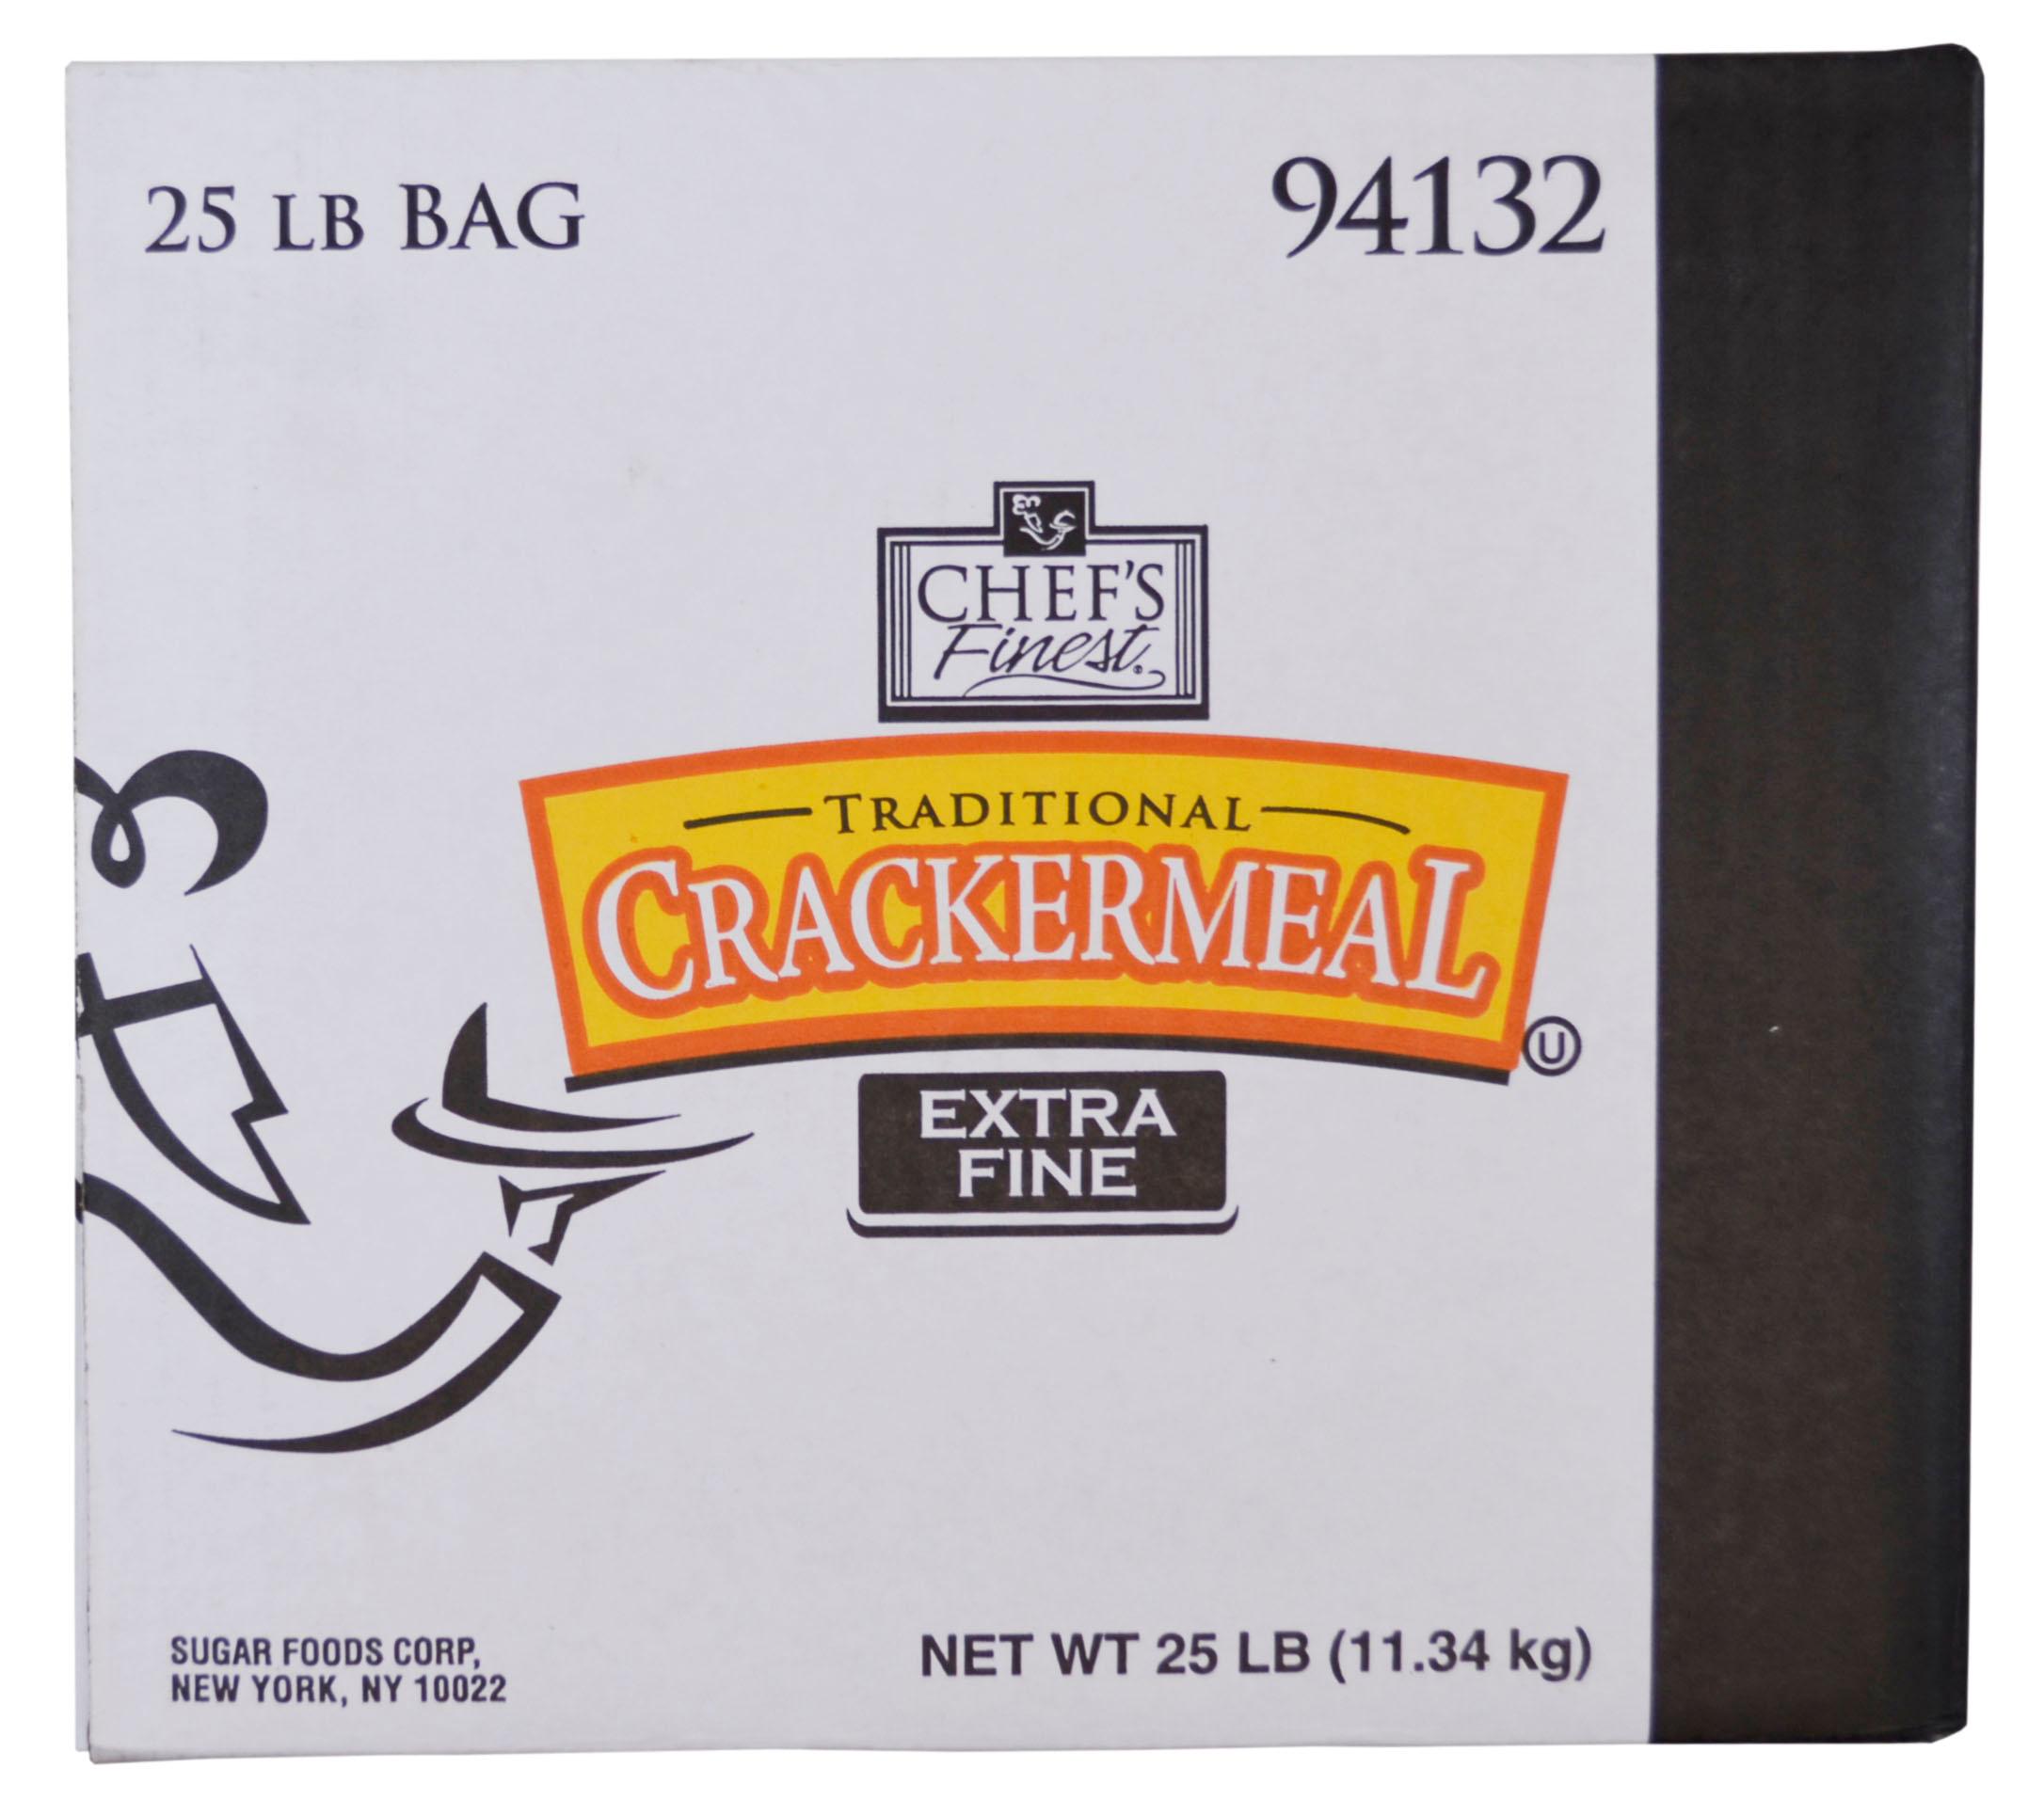 25 LB BAG
94132
CHEF'S
Finest®
TRADITIONAL
CRACKERMEAL
U
EXTRA
FINE
SUGAR FOODS CORP,
NEW YORK, NY 10022
NET WT 25 LB (11.34 kg)